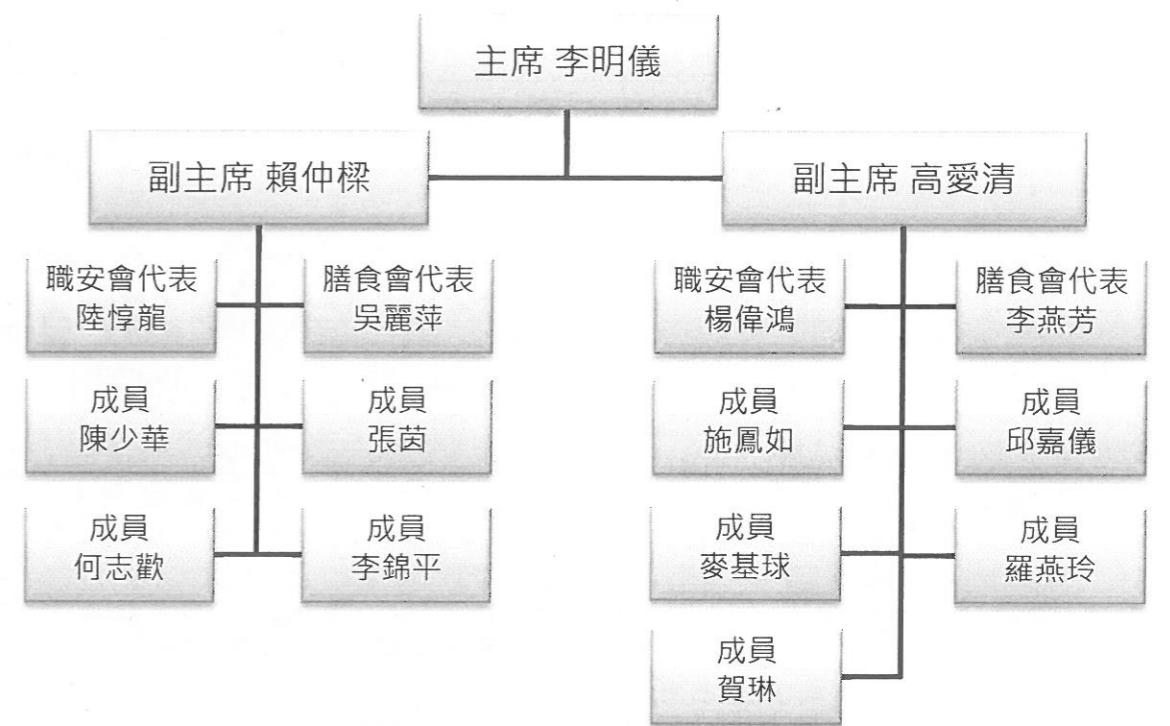 主席 李明儀
副主席 賴仲樑
副主席 高愛清
職安會代表
陸惇龍
膳食會代表
吳麗萍
職安會代表
楊偉鴻
膳食會代表
李燕芳
成員
陳少華
成員
張茵
成員
施鳳如
成員
邱嘉儀
成員
何志歡
成員
李錦平
成員
麥基球
成員
羅燕玲
成員
賀琳